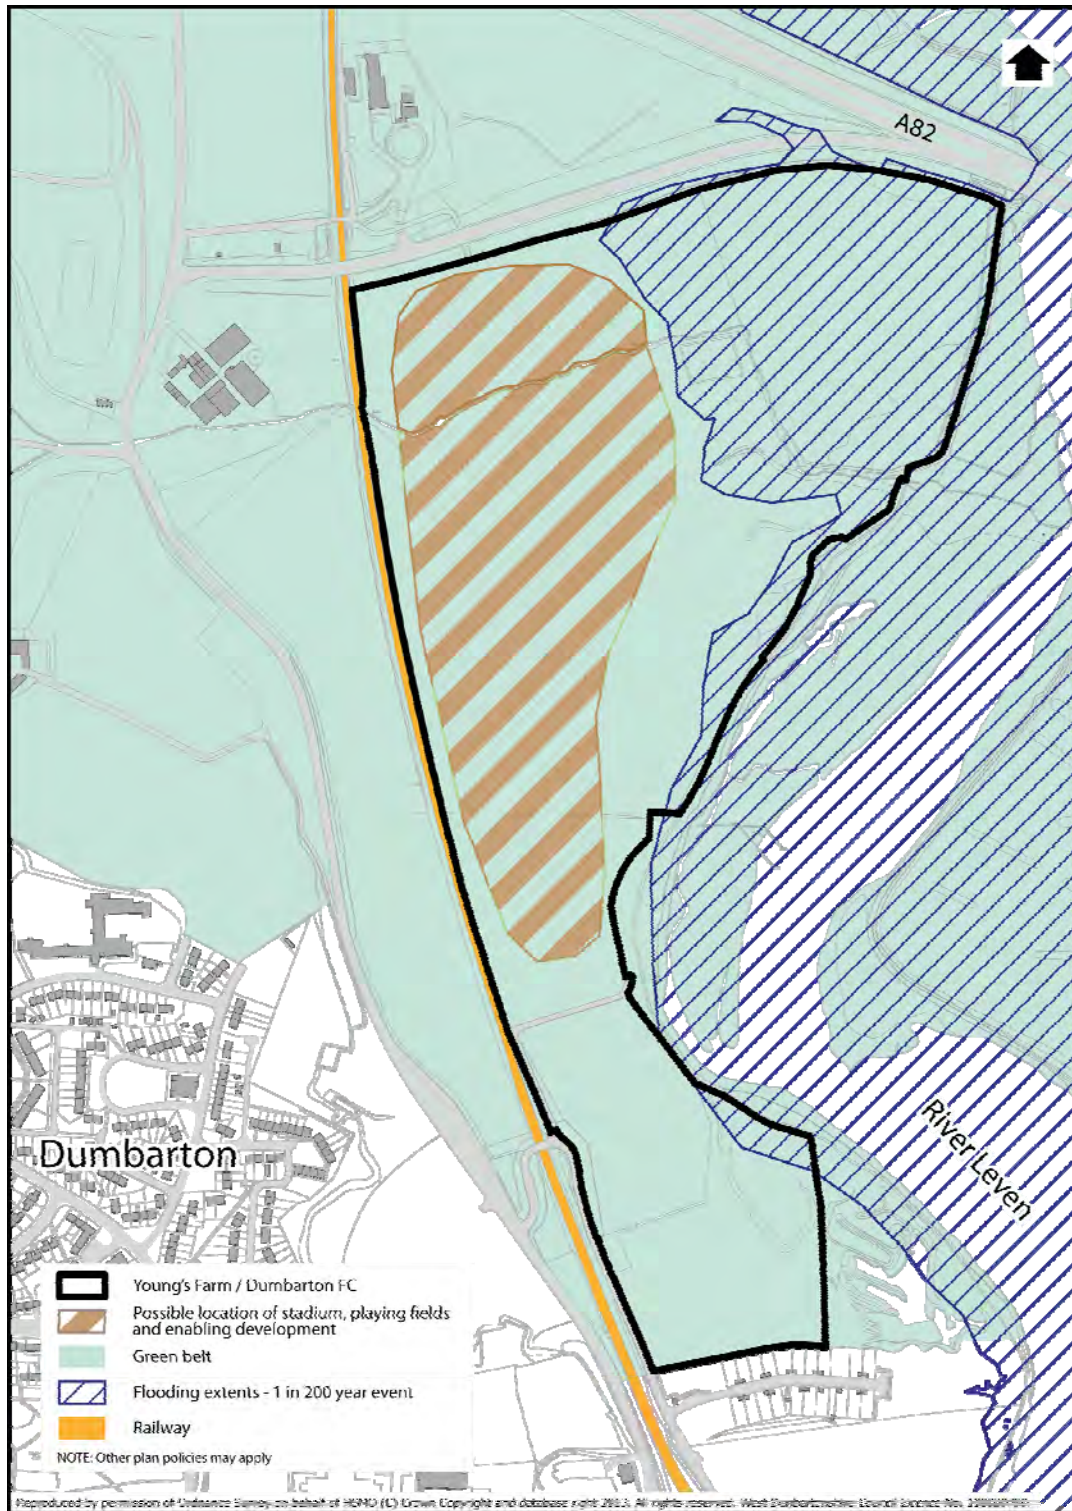 A82
River Leven
Dumbarton
Young's Farm / Dumbarton FC
Possible location of stadium, playing fields
and enabling development
Green belt
Flooding extents - 1 in 200 year event
Railway
NOTE: Other plan policies may apply
Reproduced by permission of Ordnance Survey on behalf of HMSO (C) Crown Copyright and database right 2013. All rights reserved. West Dunbartonshire Council Licence No.